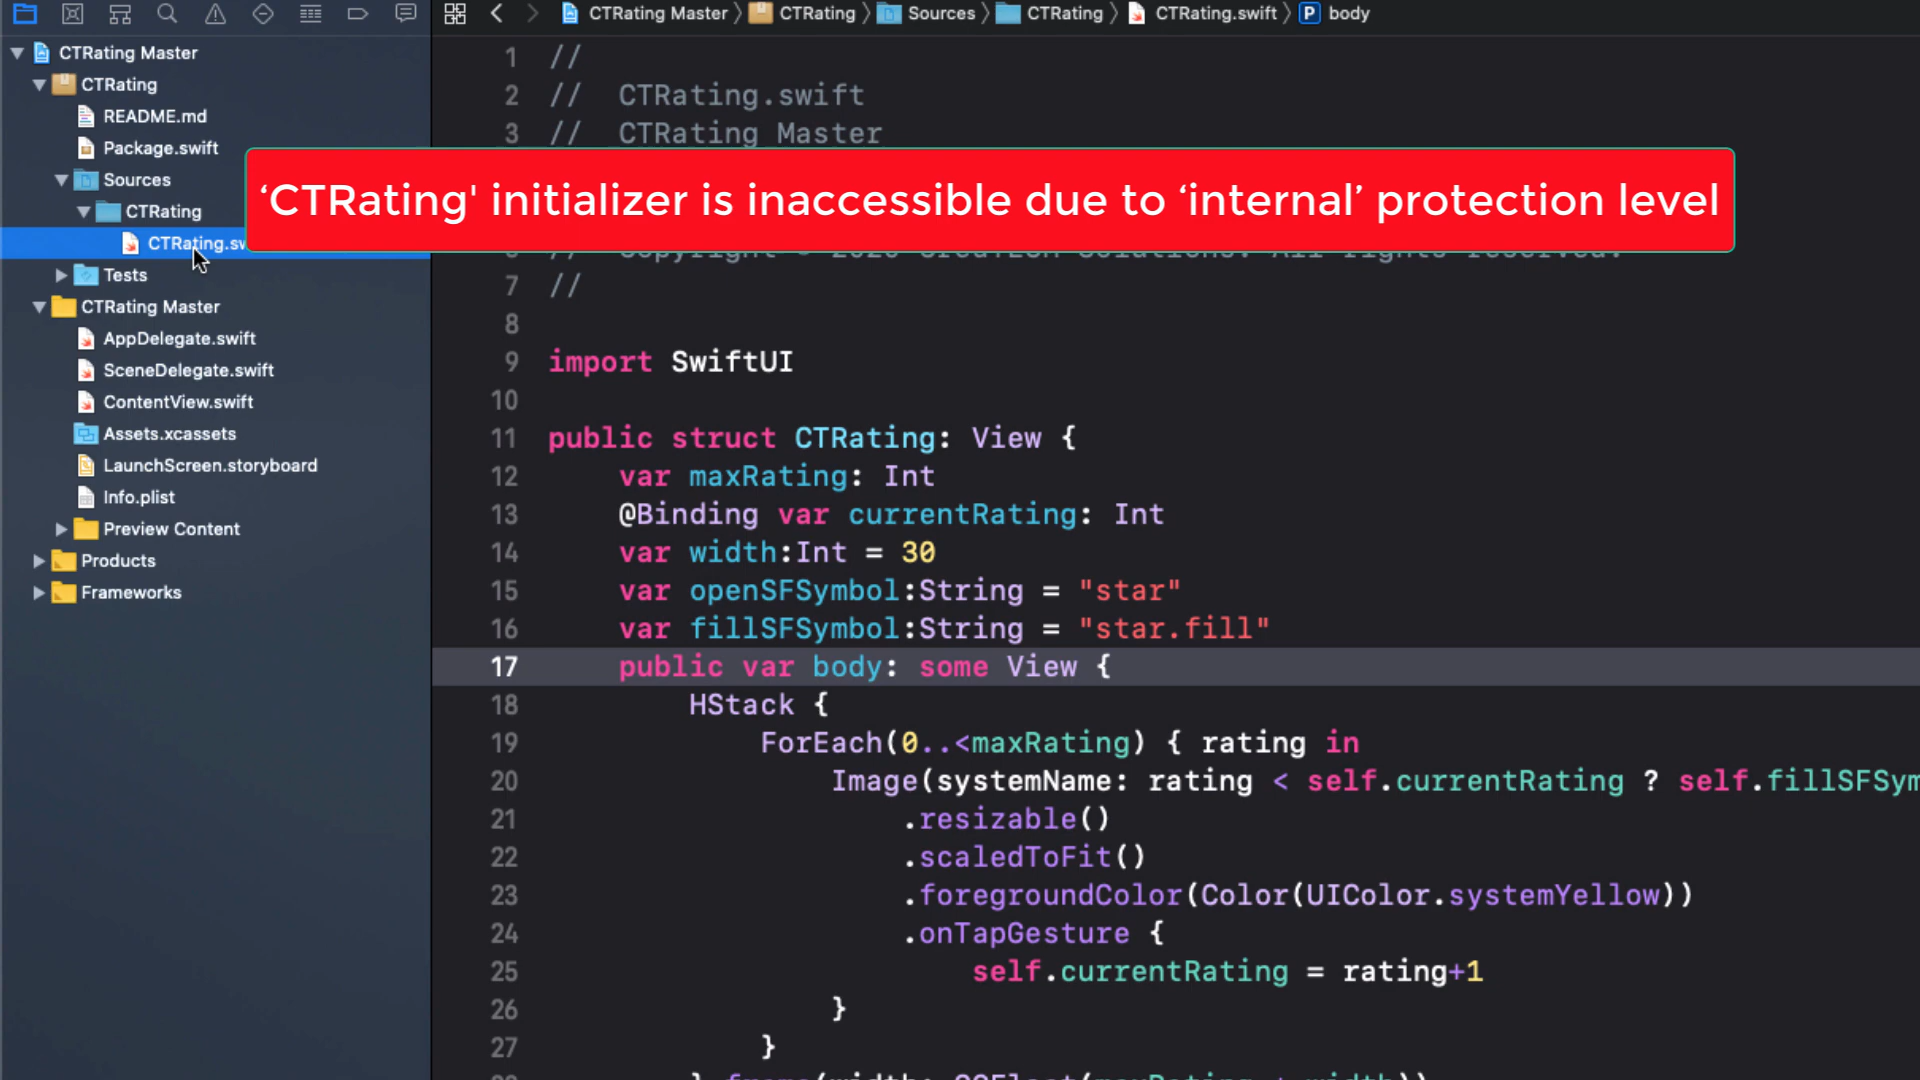 CTRating Master 〉 CTRating 〉 Sources 〉 CTRating 〉 CTRating.swift 〉 P body
CTRating Master
CTRating
README.md
Package.swift
Sources
CTRating
CTRating.sw
Tests
CTRating Master
AppDelegate.swift
SceneDelegate.swift
ContentView.swift
Assets.xcassets
LaunchScreen.storyboard
Info.plist
Preview Content
Products
Frameworks
‘CTRating' initializer is inaccessible due to ‘internal’ protection level
1 //
2 //  CTRating.swift
3 //  CTRating Master
7 //
8
9 import SwiftUI
10
11 public struct CTRating: View {
12     var maxRating: Int
13     @Binding var currentRating: Int
14     var width:Int = 30
15     var openSFSymbol:String = "star"
16     var fillSFSymbol:String = "star.fill"
17     public var body: some View {
18         HStack {
19             ForEach(0..<maxRating) { rating in
20                 Image(systemName: rating < self.currentRating ? self.fillSFSym
21                     .resizable()
22                     .scaledToFit()
23                     .foregroundColor(Color(UIColor.systemYellow))
24                     .onTapGesture {
25                         self.currentRating = rating+1
26                 }
27             }